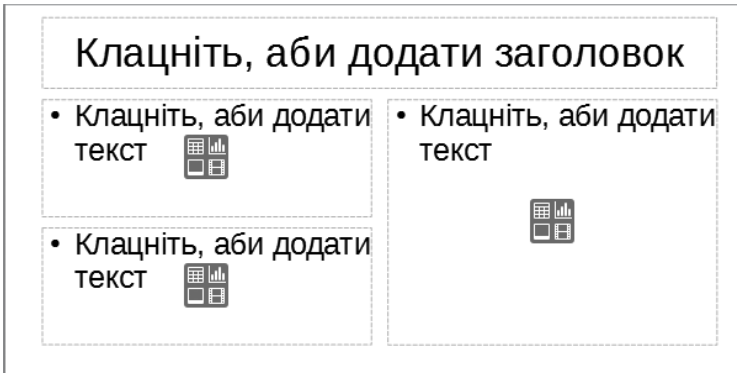 Клацніть, аби додати заголовок
• Клацніть, аби додати
текст
• Клацніть, аби додати
текст
• Клацніть, аби додати
текст